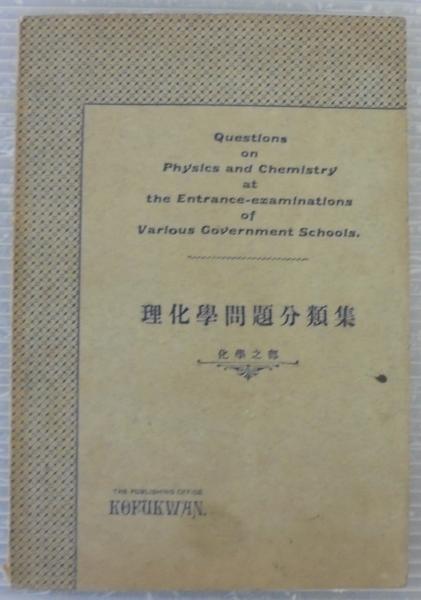 Questions
on
Physics and Chemistry
at
the Entrance-examinations
of
Various Government Schools.
理化學問題分類集
化學之部
THE PUBLISHING OFFICE
KOFUKWAN.